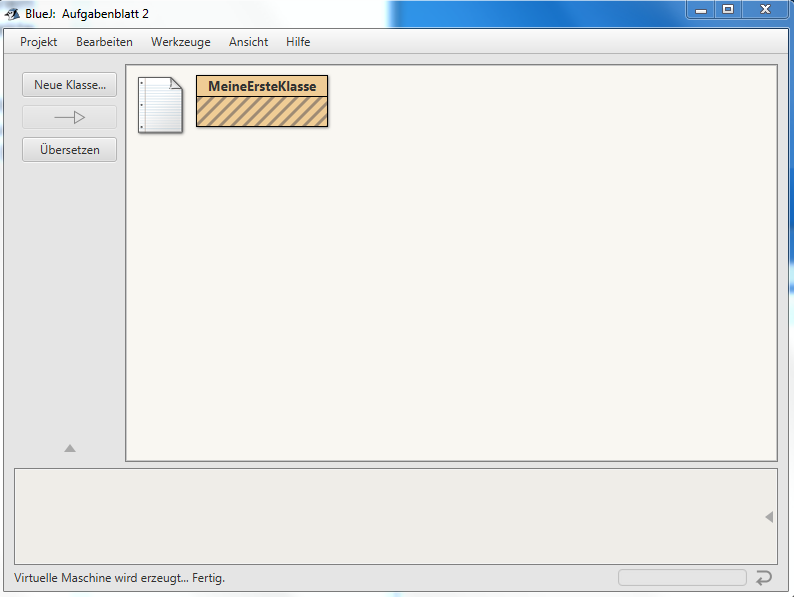 BlueJ: Aufgabenblatt 2
Projekt Bearbeiten Werkzeuge Ansicht Hilfe
Neue Klasse...
MeineErsteKlasse
Übersetzen
Virtuelle Maschine wird erzeugt... Fertig.